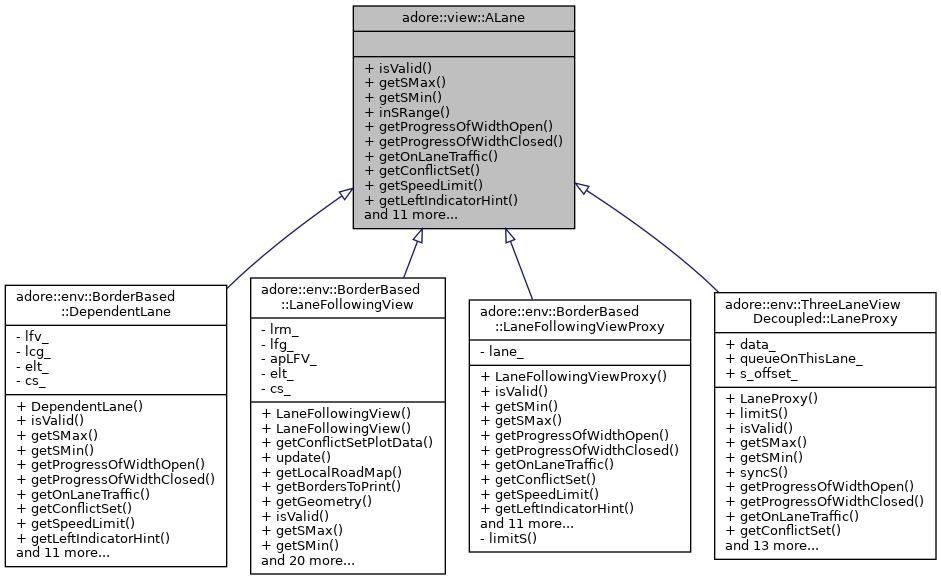 adore::view::ALane
+ isValid()
+ getSMax()
+ getSMin()
+ inSRange()
+ getProgressOfWidthOpen()
+ getProgressOfWidthClosed()
+ getOnLaneTraffic()
+ getConflictSet()
+ getSpeedLimit()
+ getLeftIndicatorHint()
and 11 more...
adore::env::BorderBased
::DependentLane
- lfv_
- lcg_
- elt_
- cs_
+ DependentLane()
+ isValid()
+ getSMax()
+ getSMin()
+ getProgressOfWidthOpen()
+ getProgressOfWidthClosed()
+ getOnLaneTraffic()
+ getConflictSet()
+ getSpeedLimit()
+ getLeftIndicatorHint()
and 11 more...
adore::env::BorderBased
::LaneFollowingView
- lrm_
- lfg_
- apLFV_
- elt_
- cs_
+ LaneFollowingView()
+ LaneFollowingView()
+ getConflictSetPlotData()
+ update()
+ getLocalRoadMap()
+ getBordersToPrint()
+ getGeometry()
+ isValid()
+ getSMax()
+ getSMin()
and 20 more...
adore::env::BorderBased
::LaneFollowingViewProxy
- lane_
+ LaneFollowingViewProxy()
+ isValid()
+ getSMin()
+ getSMax()
+ getProgressOfWidthOpen()
+ getProgressOfWidthClosed()
+ getOnLaneTraffic()
+ getConflictSet()
+ getSpeedLimit()
+ getLeftIndicatorHint()
and 11 more...
- limitS()
adore::env::ThreeLaneView
Decoupled::LaneProxy
+ data_
+ queueOnThisLane_
+ s_offset_
+ LaneProxy()
+ limitS()
+ isValid()
+ getSMax()
+ getSMin()
+ syncS()
+ getProgressOfWidthOpen()
+ getProgressOfWidthClosed()
+ getOnLaneTraffic()
+ getConflictSet()
and 13 more...